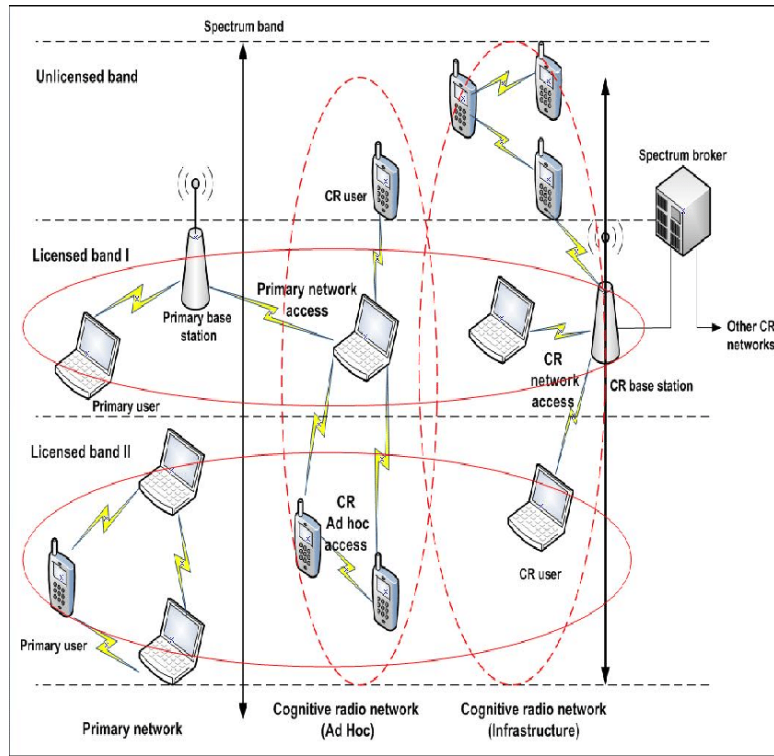 Spectrum band
Unlicensed band
Spectrum broker
CR user
Licensed band I
Primary network
access
Primary base
station
Other CR
networks
CR
network
access
CR base station
Primary user
Licensed band II
CR
Ad hoc
access
CR user
Primary user
Primary network
Cognitive radio network
(Ad Hoc)
Cognitive radio network
(Infrastructure)